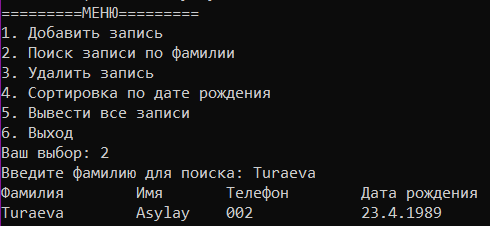 =========МЕНЮ=========
1. Добавить запись
2. Поиск записи по фамилии
3. Удалить запись
4. Сортировка по дате рождения
5. Вывести все записи
6. Выход
Ваш выбор: 2
Введите фамилию для поиска: Turaeva
Фамилия Имя Телефон Дата рождения
Turaeva Asylay 002 23.4.1989